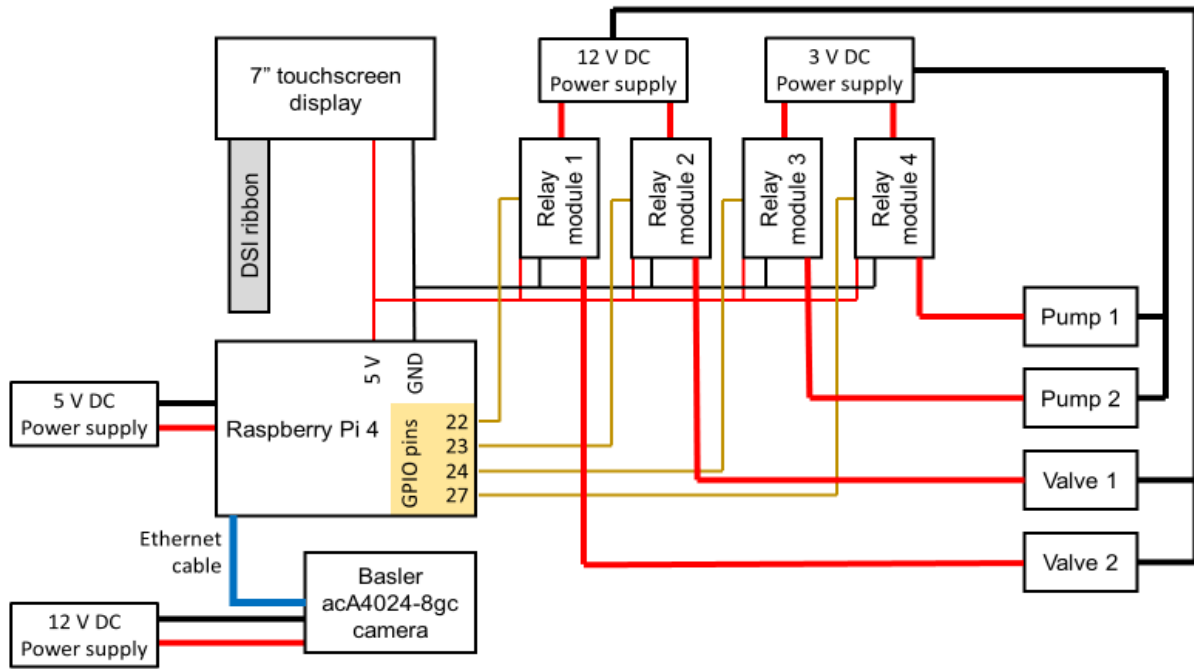 7” touchscreen
display
12 V DC
Power supply
3 V DC
Power supply
DSI ribbon
Relay
module 1
Relay
module 2
Relay
module 3
Relay
module 4
5 V
GND
Raspberry Pi 4
GPIO pins
22
23
24
27
5 V DC
Power supply
Pump 1
Pump 2
Valve 1
Valve 2
Ethernet
cable
Basler
acA4024-8gc
camera
12 V DC
Power supply